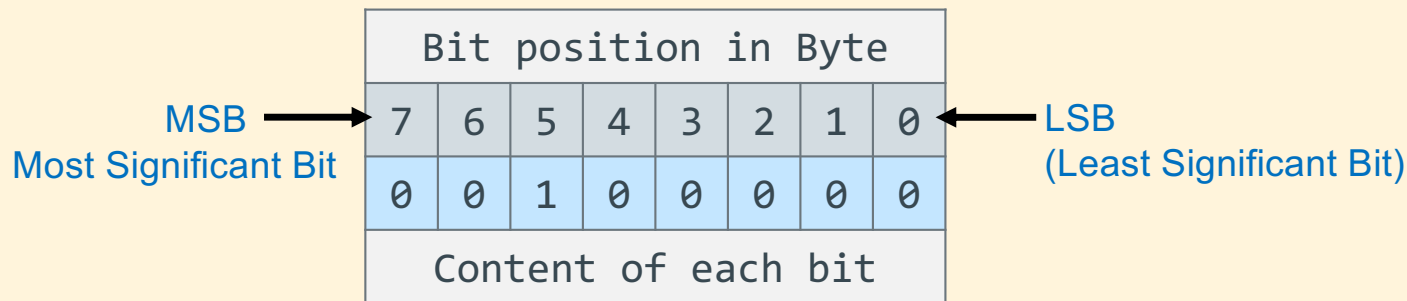 Bit position in Byte
MSB
Most Significant Bit
7 6 5 4 3 2 1 0
LSB
(Least Significant Bit)
0 0 1 0 0 0 0 0
Content of each bit